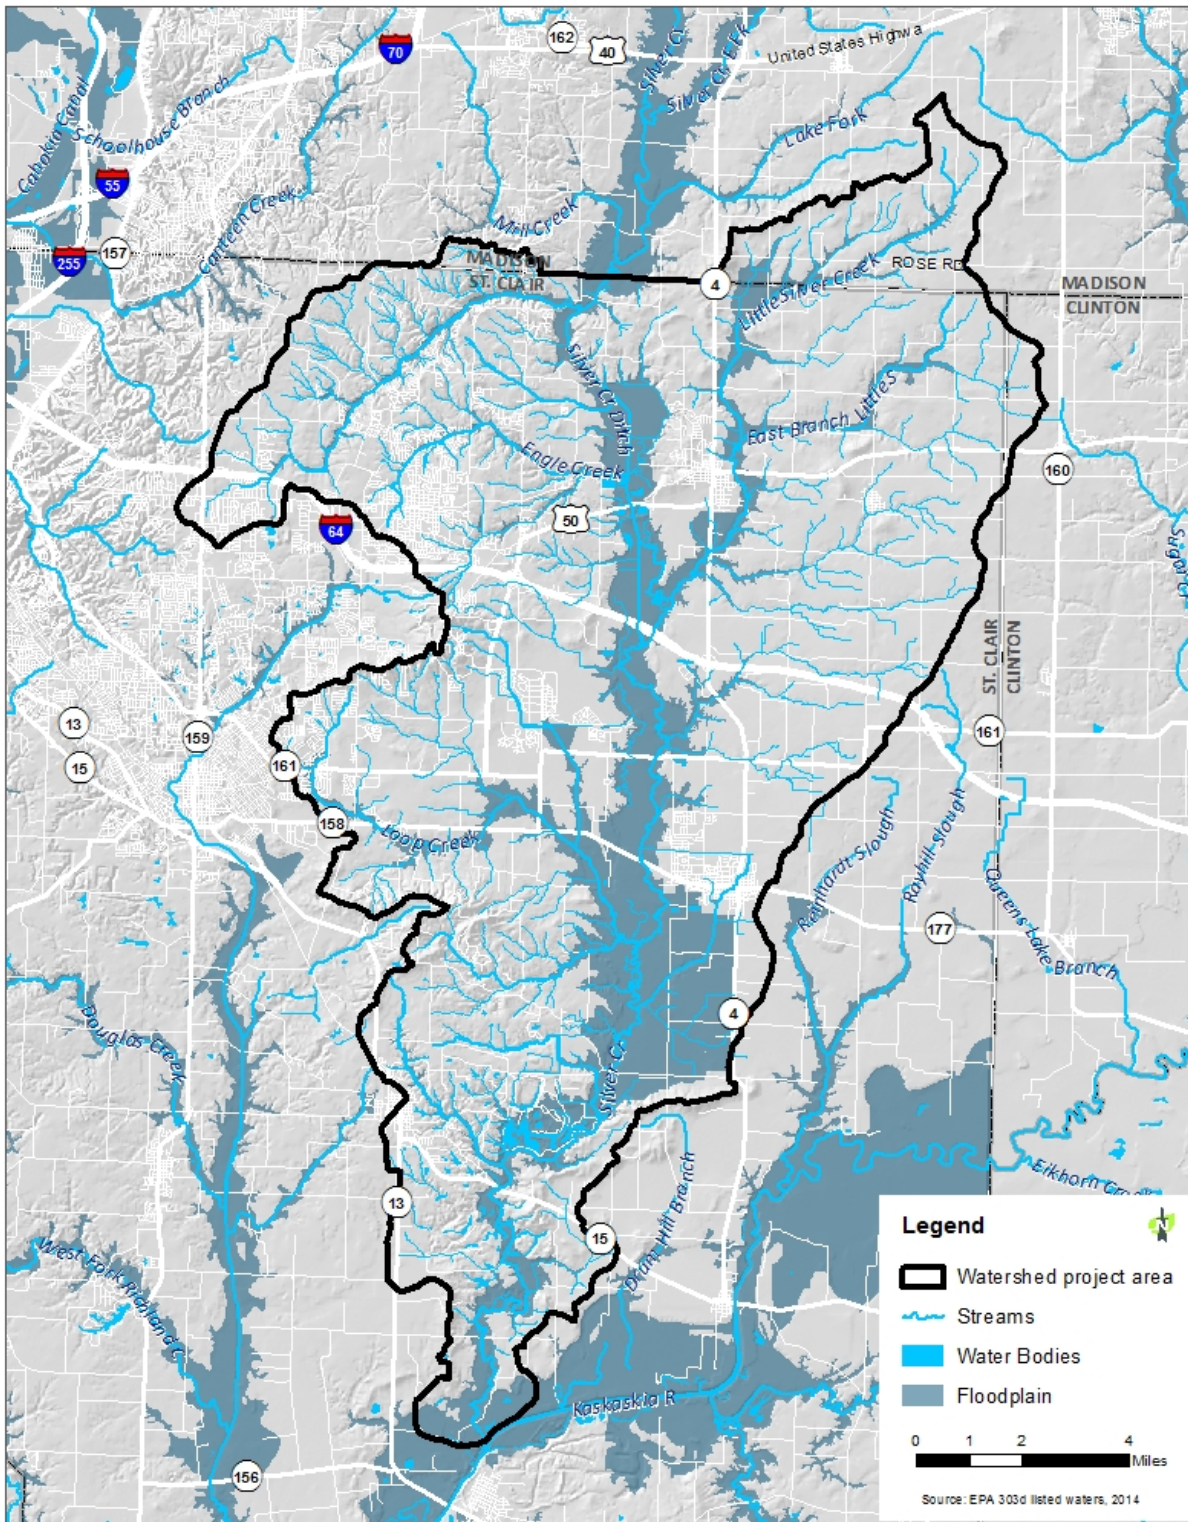 162
40
70
United States Highwa
Silver Cr
Silver Cr E Fk
Schoolhouse Branch
Cahokia Canal
Lake Fork
55
Canteen Creek
Mill Creek
157
255
MADISON
ST. CLAIR
4
ROSE RD
Little Silver Creek
MADISON
CLINTON
Silver Cr Ditch
East Branch Little S
Engle Creek
160
50
64
Sugar Cr
ST. CLAIR
CLINTON
13
159
161
15
161
158
Loop Creek
Reinhardt Slough
Rayhill Slough
Queens Lake Branch
177
4
Douglas Creek
Silver Cr
Elkhorn Cree
13
15
West Fork Richland C
Kaskaskia R
156
Legend
Watershed project area
Streams
Water Bodies
Floodplain
0 1 2 4
Miles
Source: EPA 303d listed waters, 2014